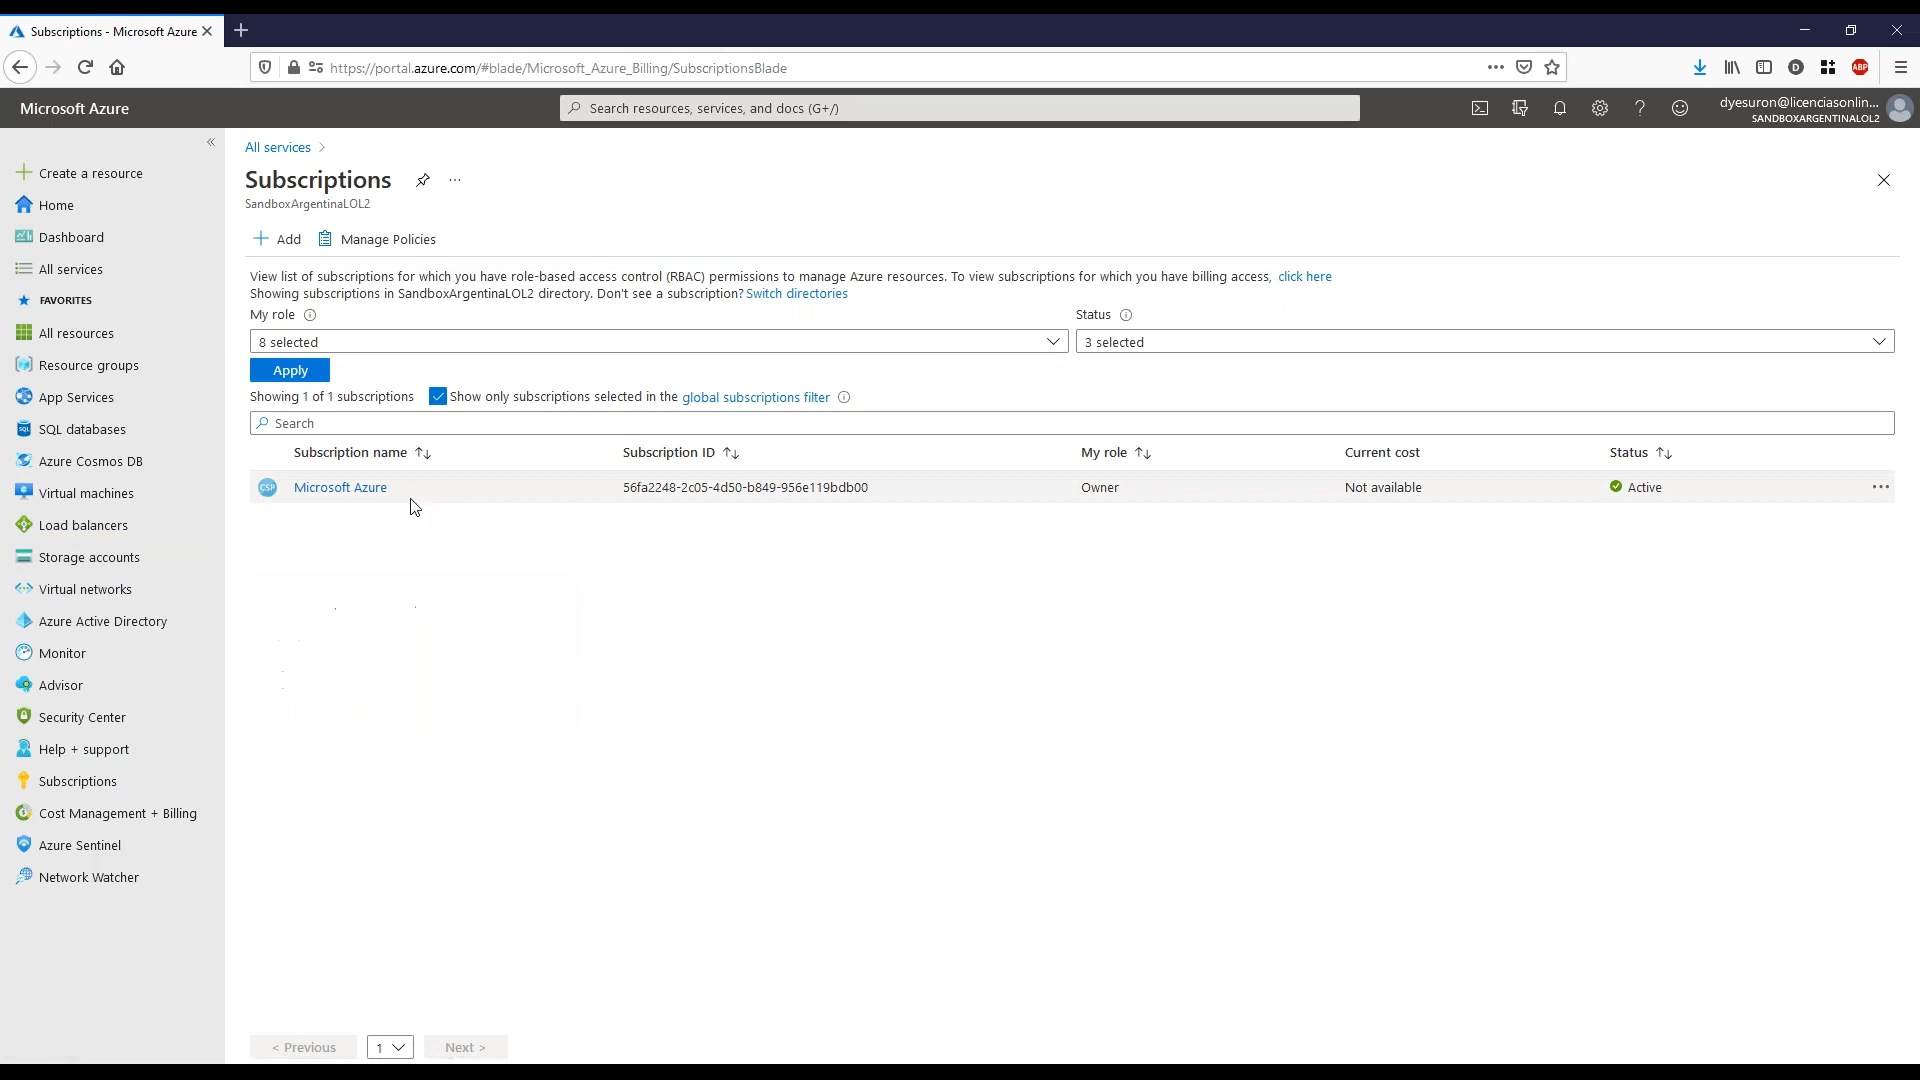 Subscriptions - Microsoft Azure
https://portal.azure.com/#blade/Microsoft_Azure_Billing/SubscriptionsBlade
D
ABP
Microsoft Azure
Search resources, services, and docs (G+/)
dyesuron@licenciasonlin...
SANDBOXARGENTINALOL2
Create a resource
Home
Dashboard
All services
FAVORITES
All resources
Resource groups
App Services
SQL databases
Azure Cosmos DB
Virtual machines
Load balancers
Storage accounts
Virtual networks
Azure Active Directory
Monitor
Advisor
Security Center
Help + support
Subscriptions
Cost Management + Billing
Azure Sentinel
Network Watcher
All services >
Subscriptions
SandboxArgentinaLOL2
Add Manage Policies
View list of subscriptions for which you have role-based access control (RBAC) permissions to manage Azure resources. To view subscriptions for which you have billing access, click here
Showing subscriptions in SandboxArgentinaLOL2 directory. Don't see a subscription? Switch directories
My role Status
8 selected 3 selected
Apply
Showing 1 of 1 subscriptions Show only subscriptions selected in the global subscriptions filter
Search
Subscription name Subscription ID My role Current cost Status
CSP Microsoft Azure 56fa2248-2c05-4d50-b849-956e119bdb00 Owner Not available Active
< Previous 1 Next >